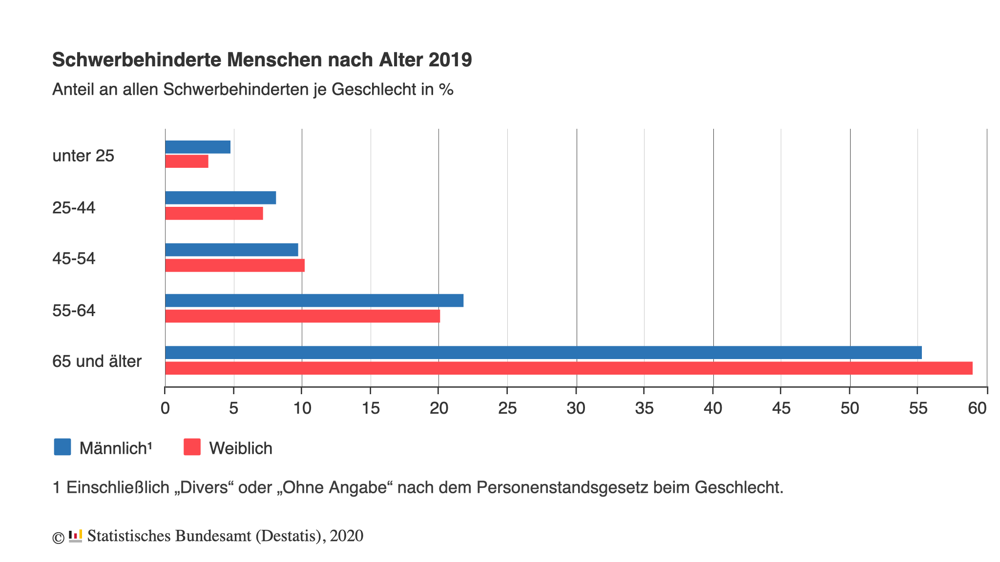 Schwerbehinderte Menschen nach Alter 2019
Anteil an allen Schwerbehinderten je Geschlecht in %
unter 25
25-44
45-54
55-64
65 und älter
0 5 10 15 20 25 30 35 40 45 50 55 60
Männlich¹ Weiblich
1 Einschließlich „Divers“ oder „Ohne Angabe“ nach dem Personenstandsgesetz beim Geschlecht.
© Statistisches Bundesamt (Destatis), 2020